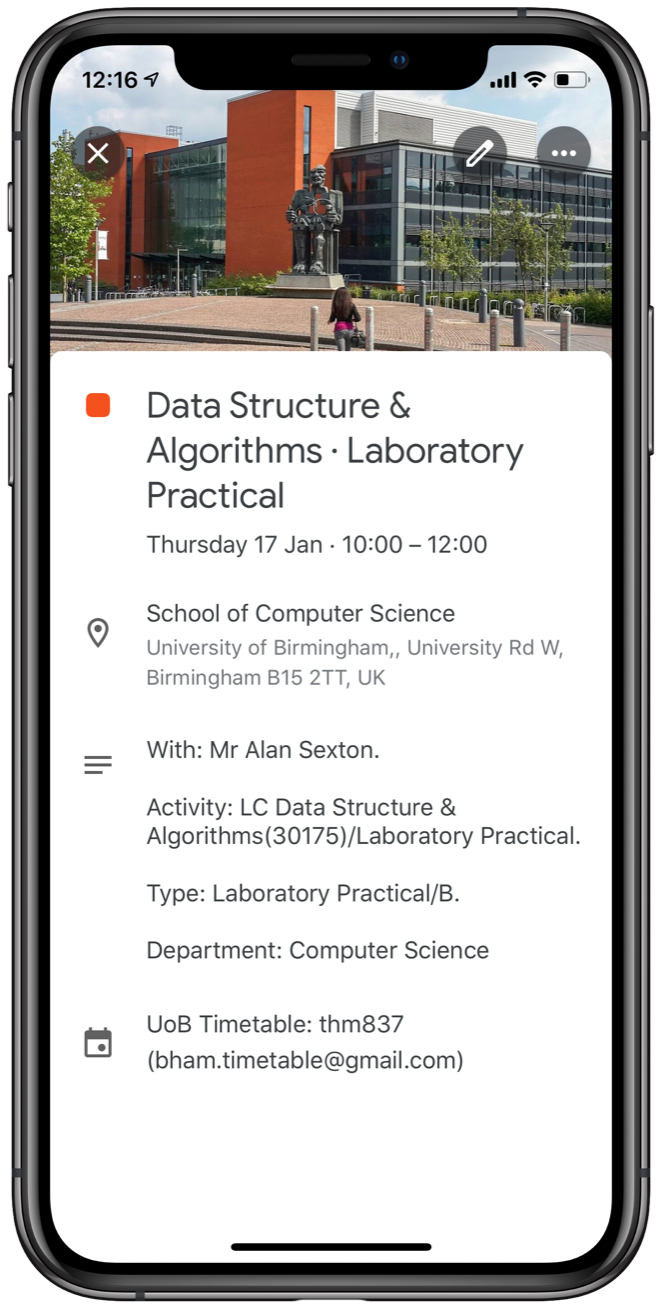 12:16
Data Structure &
Algorithms · Laboratory
Practical
Thursday 17 Jan · 10:00 – 12:00
School of Computer Science
University of Birmingham,, University Rd W,
Birmingham B15 2TT, UK
With: Mr Alan Sexton.
Activity: LC Data Structure &
Algorithms(30175)/Laboratory Practical.
Type: Laboratory Practical/B.
Department: Computer Science
UoB Timetable: thm837
(bham.timetable@gmail.com)